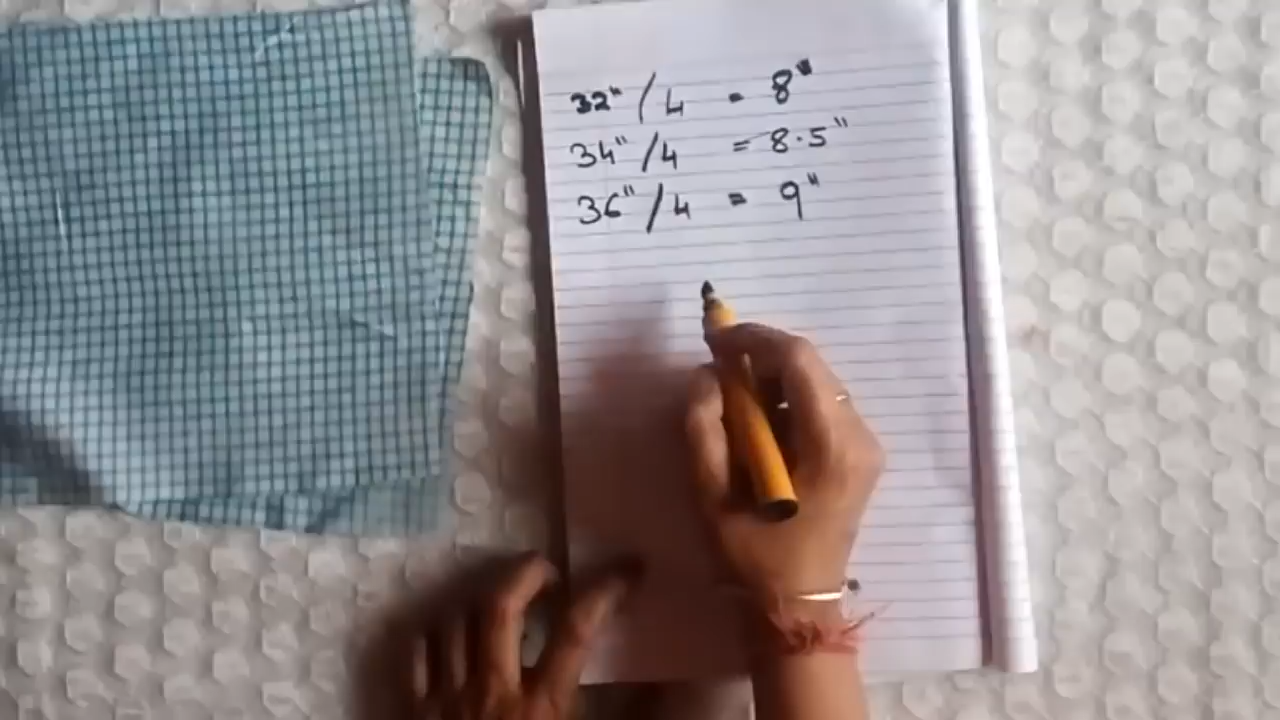 32" / 4 = 8"
34" / 4 = 8.5"
36" / 4 = 9"